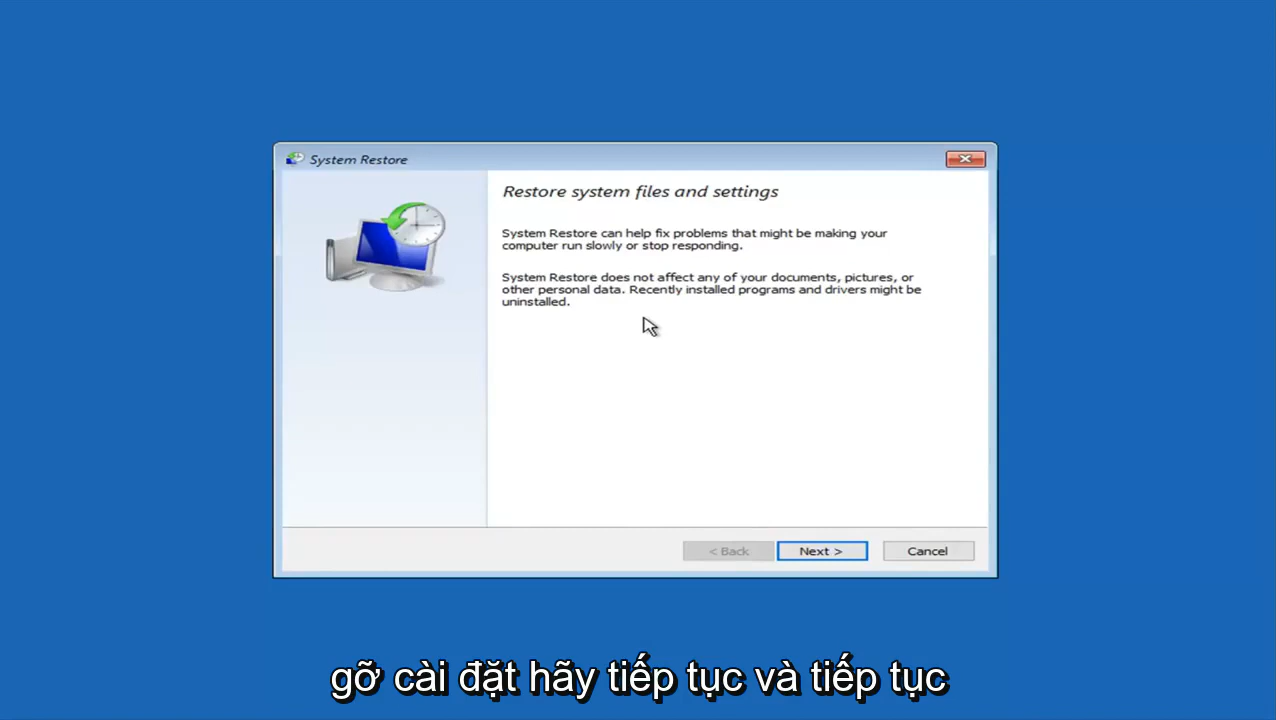 System Restore
Restore system files and settings
System Restore can help fix problems that might be making your
computer run slowly or stop responding.
System Restore does not affect any of your documents, pictures, or
other personal data. Recently installed programs and drivers might be
uninstalled.
< Back
Next >
Cancel
gỡ cài đặt hãy tiếp tục và tiếp tục